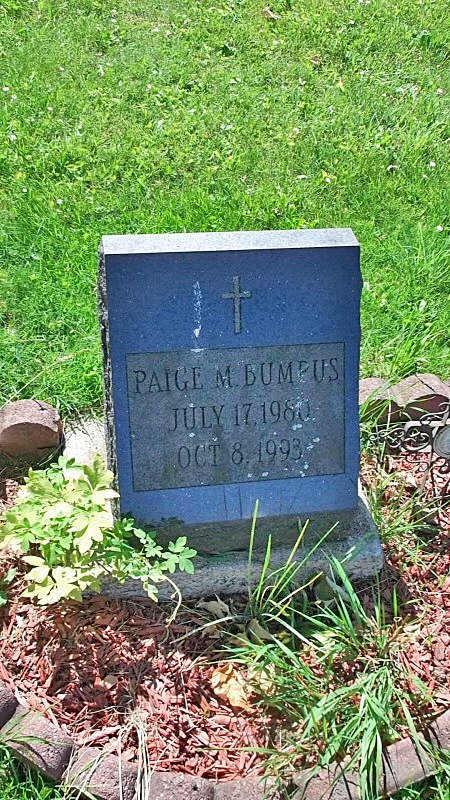 PAIGE M. BUMPUS
JULY 17, 1980
OCT 8, 1993